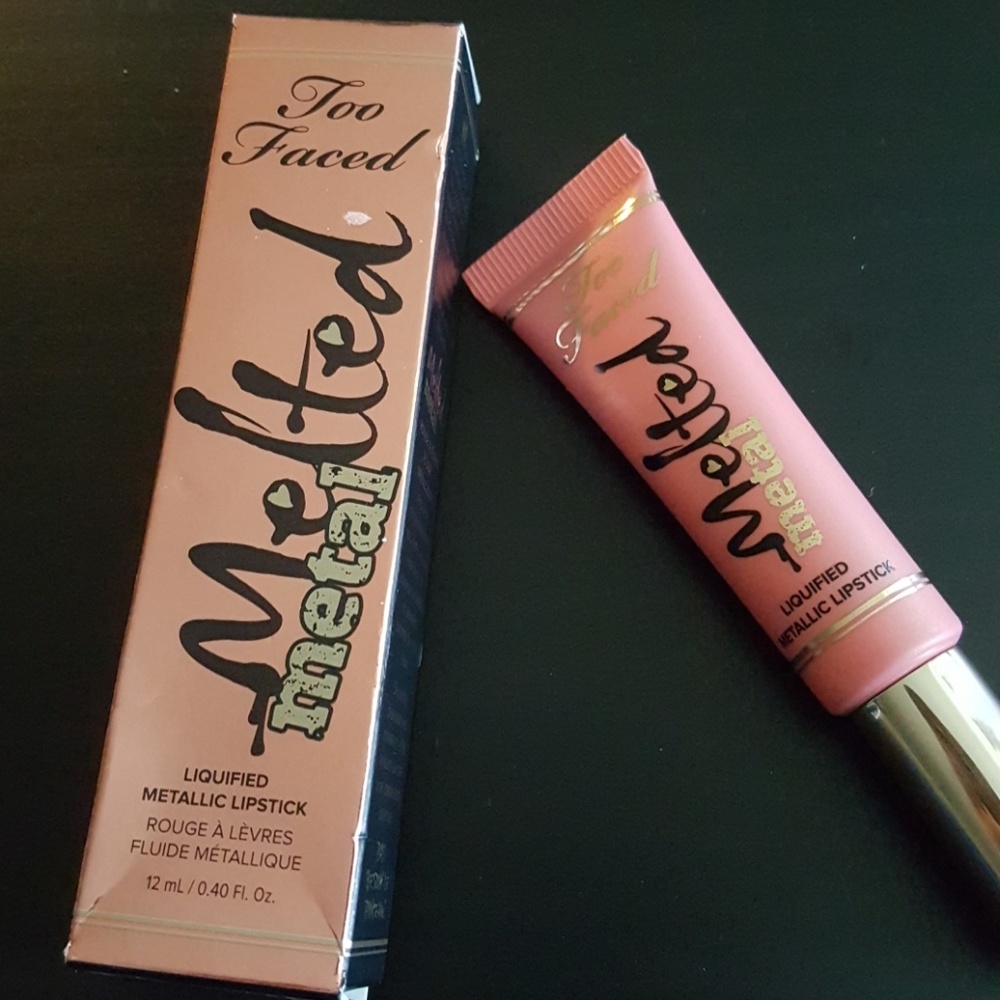 Too
Faced
Melted
metal
LIQUIFIED
METALLIC LIPSTICK
ROUGE À LÈVRES
FLUIDE MÉTALLIQUE
12 mL / 0.40 Fl. Oz.
Too
Faced
Melted
metal
LIQUIFIED
METALLIC LIPSTICK